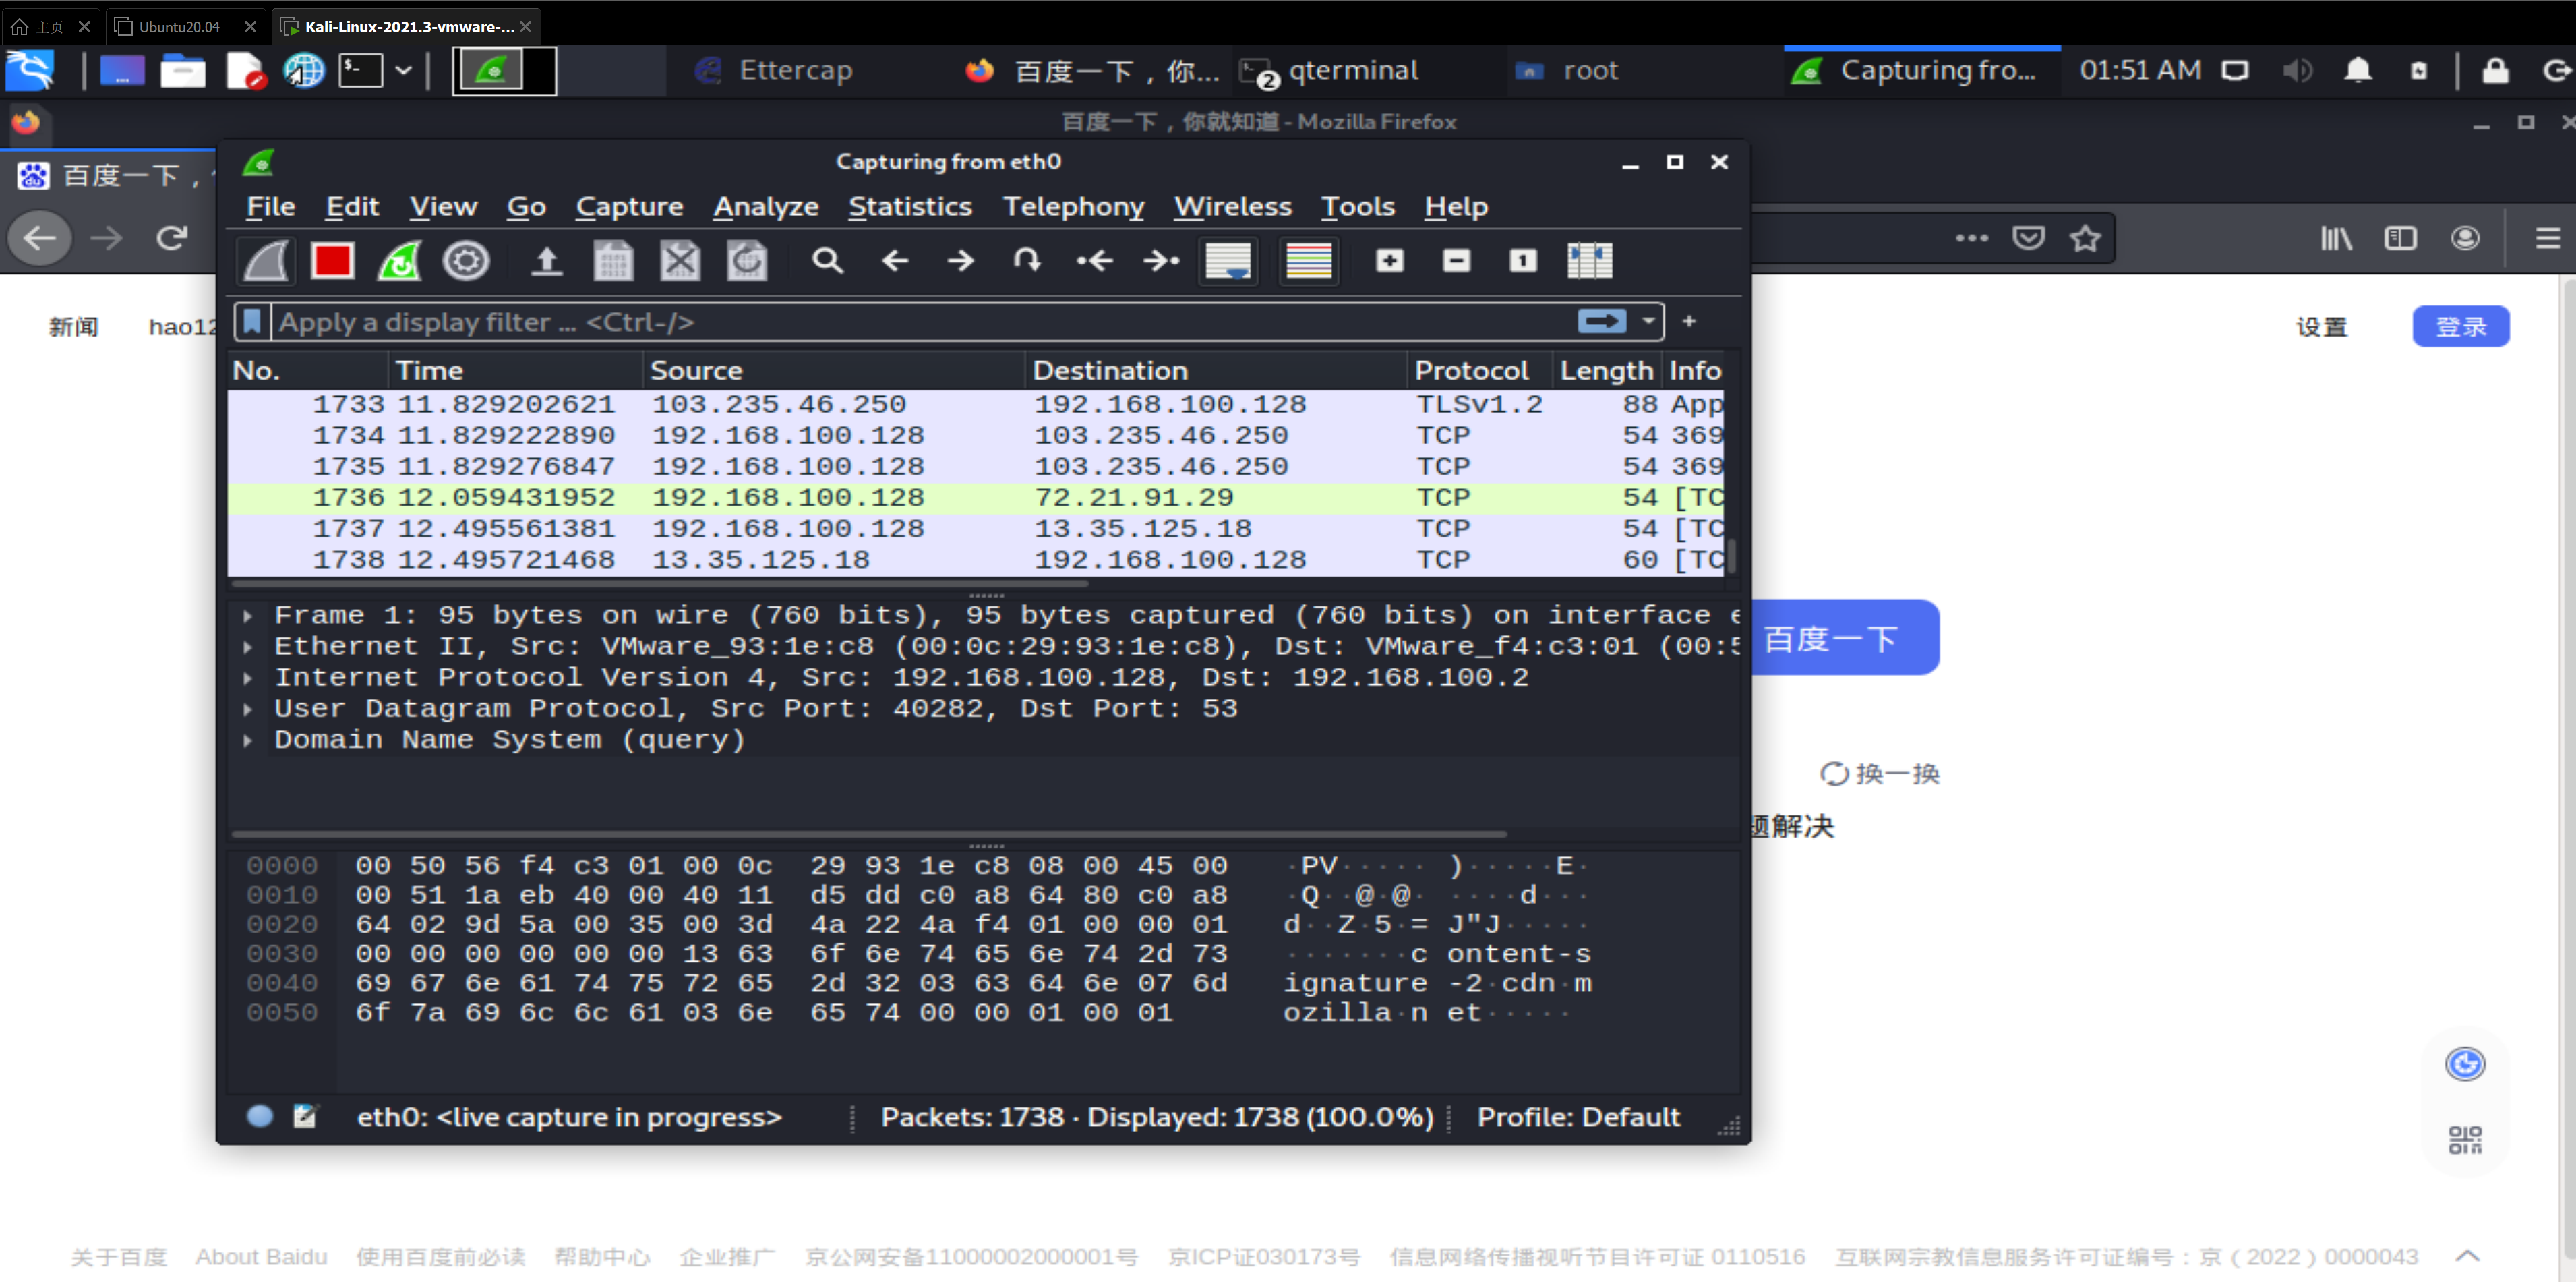 主页
Ubuntu20.04
Kali-Linux-2021.3-vmware-...
$-
Ettercap
百度一下，你...
2
qterminal
root
Capturing fro...
01:51 AM
百度一下，你就知道 - Mozilla Firefox
du
百度一下，
Capturing from eth0
File Edit View Go Capture Analyze Statistics Telephony Wireless Tools Help
1
Apply a display filter ... <Ctrl-/>
+
新闻
hao12
设置
登录
No. Time Source Destination Protocol Length Info
1733 11.829202621 103.235.46.250 192.168.100.128 TLSv1.2 88 App
1734 11.829222890 192.168.100.128 103.235.46.250 TCP 54 369
1735 11.829276847 192.168.100.128 103.235.46.250 TCP 54 369
1736 12.059431952 192.168.100.128 72.21.91.29 TCP 54 [TC
1737 12.495561381 192.168.100.128 13.35.125.18 TCP 54 [TC
1738 12.495721468 13.35.125.18 192.168.100.128 TCP 60 [TC
Frame 1: 95 bytes on wire (760 bits), 95 bytes captured (760 bits) on interface e
Ethernet II, Src: VMware_93:1e:c8 (00:0c:29:93:1e:c8), Dst: VMware_f4:c3:01 (00:5
Internet Protocol Version 4, Src: 192.168.100.128, Dst: 192.168.100.2
User Datagram Protocol, Src Port: 40282, Dst Port: 53
Domain Name System (query)
百度一下
换一换
题解决
0000 00 50 56 f4 c3 01 00 0c 29 93 1e c8 08 00 45 00 ·PV····· )·····E·
0010 00 51 1a eb 40 00 40 11 d5 dd c0 a8 64 80 c0 a8 ·Q··@·@· ····d···
0020 64 02 9d 5a 00 35 00 3d 4a 22 4a f4 01 00 00 01 d··Z·5·= J"J·····
0030 00 00 00 00 00 00 13 63 6f 6e 74 65 6e 74 2d 73 ·······c ontent-s
0040 69 67 6e 61 74 75 72 65 2d 32 03 63 64 6e 07 6d ignature -2·cdn·m
0050 6f 7a 69 6c 6c 61 03 6e 65 74 00 00 01 00 01 ozilla·n et·····
eth0: <live capture in progress>
Packets: 1738 · Displayed: 1738 (100.0%)
Profile: Default
关于百度 About Baidu 使用百度前必读 帮助中心 企业推广 京公网安备11000002000001号 京ICP证030173号 信息网络传播视听节目许可证 0110516 互联网宗教信息服务许可证编号：京（2022）0000043